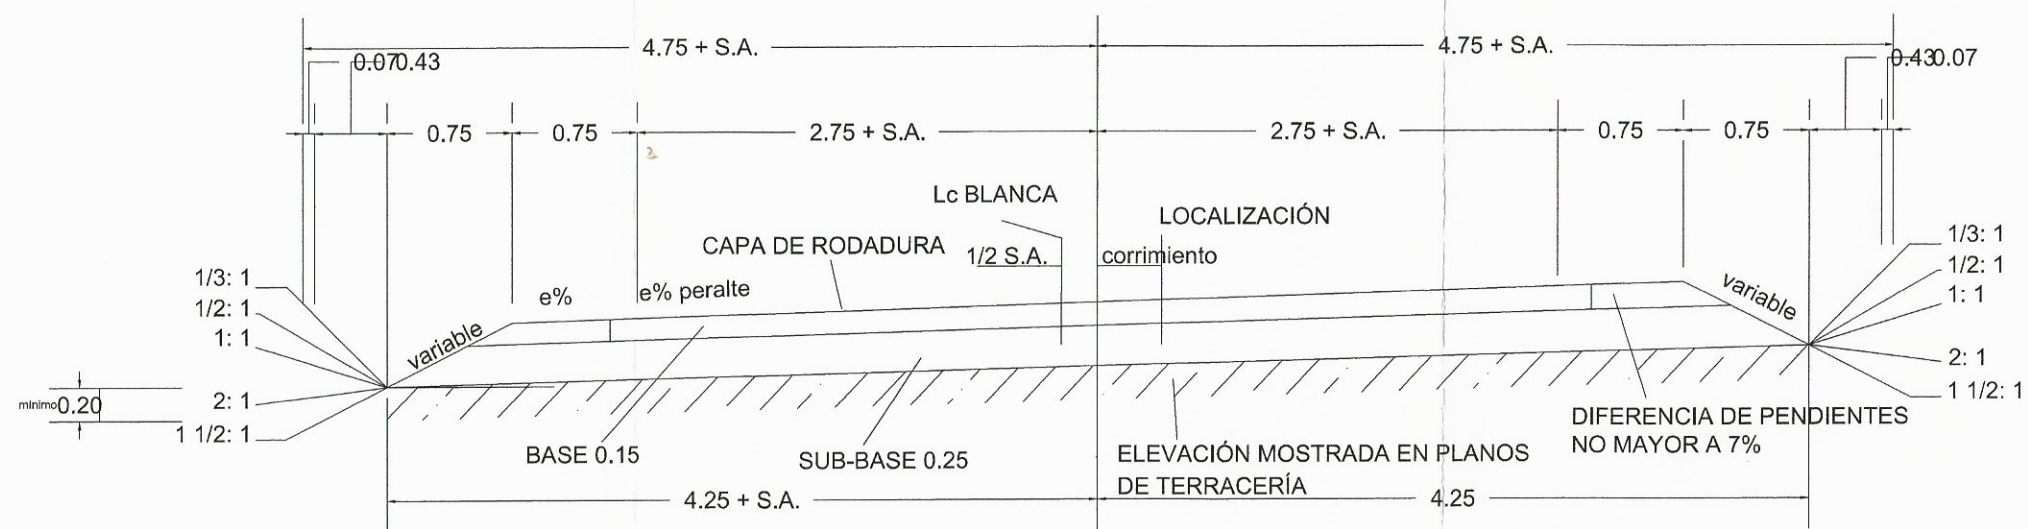 4.75 + S.A.
4.75 + S.A.
0.07
0.43
0.43
0.07
0.75
0.75
2.75 + S.A.
2.75 + S.A.
0.75
0.75
Lc BLANCA
LOCALIZACIÓN
CAPA DE RODADURA
1/2 S.A.
corrimiento
e%
e% peralte
1/3: 1
1/2: 1
1: 1
2: 1
1 1/2: 1
variable
variable
1/3: 1
1/2: 1
1: 1
2: 1
1 1/2: 1
minimo 0.20
BASE 0.15
SUB-BASE 0.25
ELEVACIÓN MOSTRADA EN PLANOS
DE TERRACERÍA
DIFERENCIA DE PENDIENTES
NO MAYOR A 7%
4.25 + S.A.
4.25